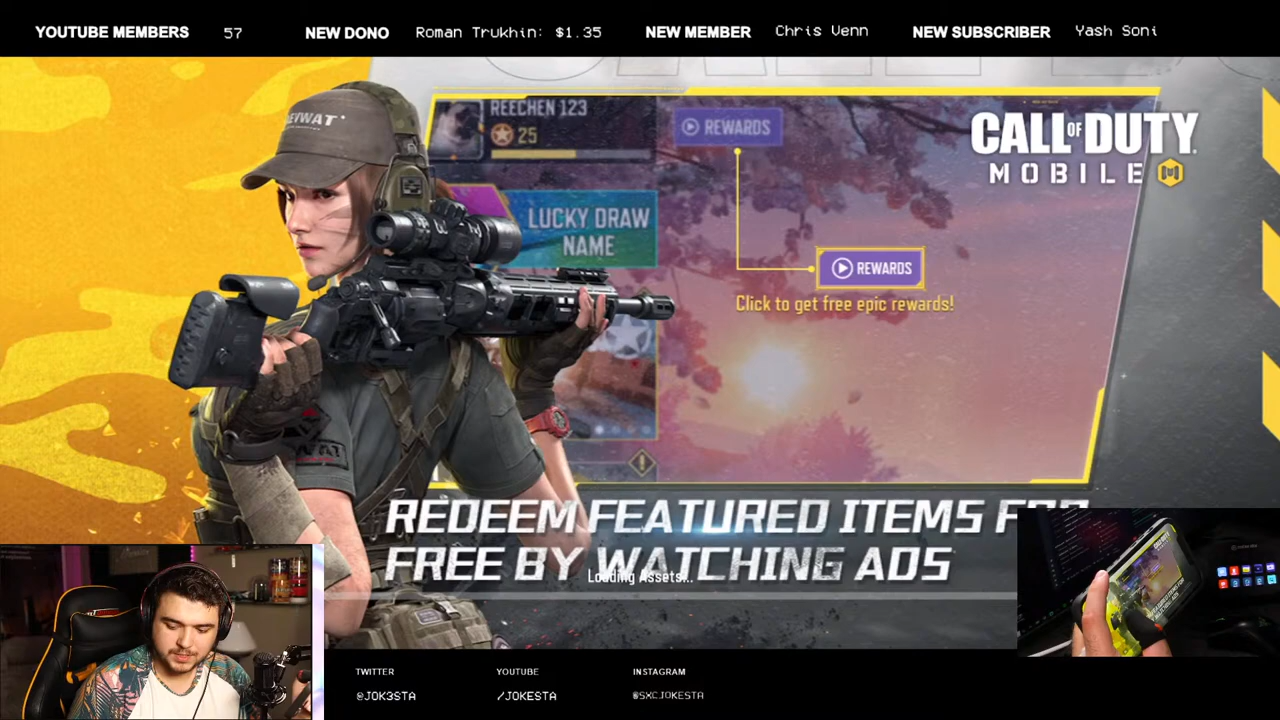 YOUTUBE MEMBERS 57 NEW DONO Roman Trukhin: $1.35 NEW MEMBER Chris Venn NEW SUBSCRIBER Yash Soni
REECHEN 123
25
REWARDS
CALL OF DUTY
MOBILE
LUCKY DRAW
NAME
REWARDS
Click to get free epic rewards!
REDEEM FEATURED ITEMS FOR
FREE BY WATCHING ADS
Loading Assets...
TWITTER YOUTUBE INSTAGRAM
@JOK3STA /JOKESTA @SXCJOKESTA